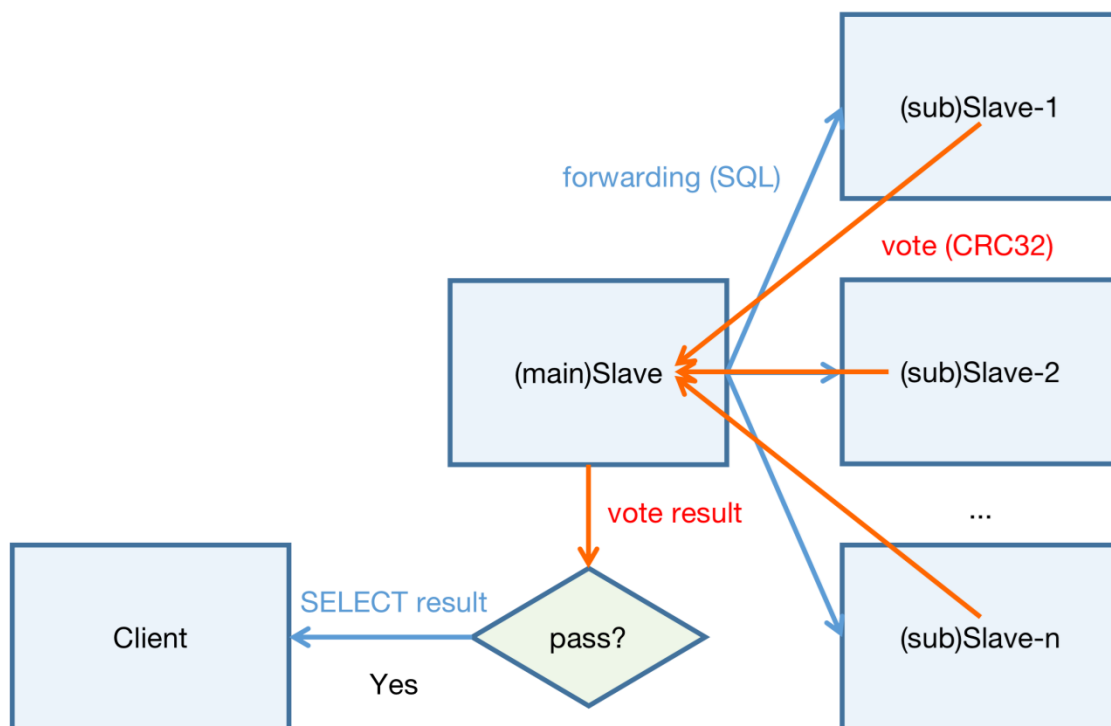 (sub)Slave-1
forwarding (SQL)
vote (CRC32)
(main)Slave
(sub)Slave-2
vote result
...
SELECT result
Client
pass?
(sub)Slave-n
Yes